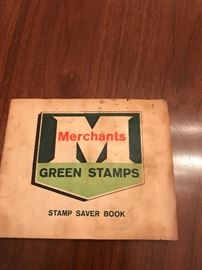 Merchants
M
GREEN STAMPS
STAMP SAVER BOOK